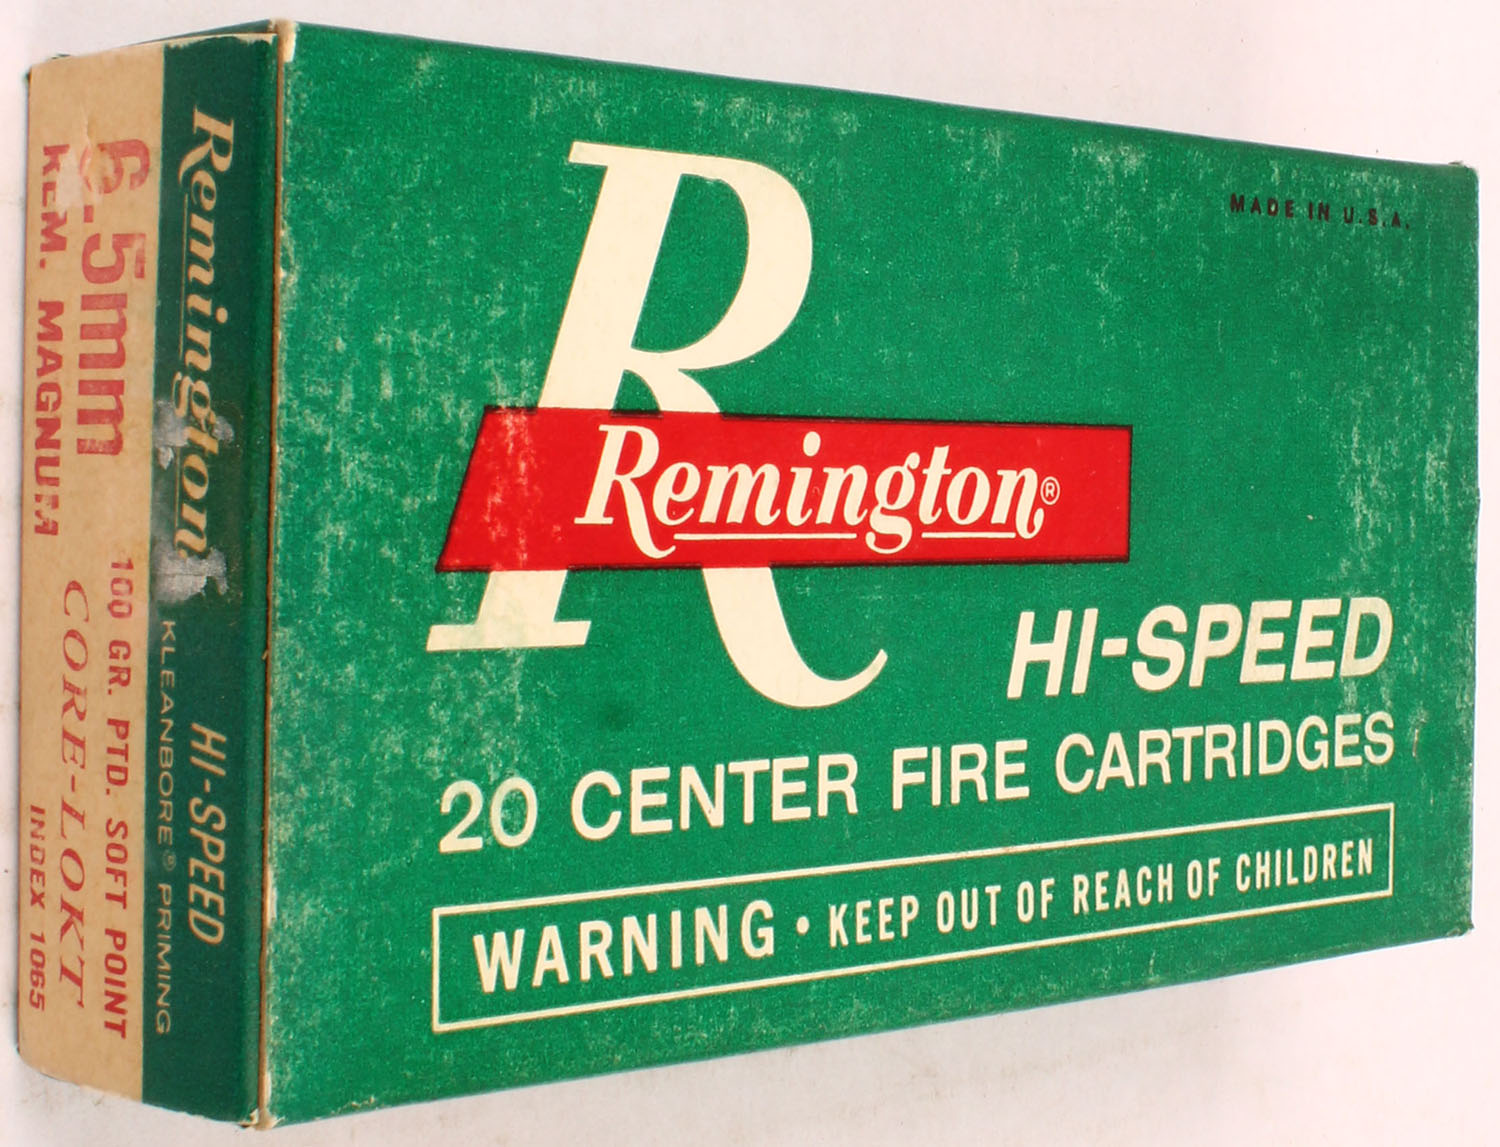 MADE IN U.S.A.
R
Remington®
HI-SPEED
20 CENTER FIRE CARTRIDGES
WARNING • KEEP OUT OF REACH OF CHILDREN
Remington HI-SPEED
KLEANBORE® PRIMING
6.5mm 100 GR. PTD. SOFT POINT
REM. MAGNUM CORE-LOKT
INDEX 1065